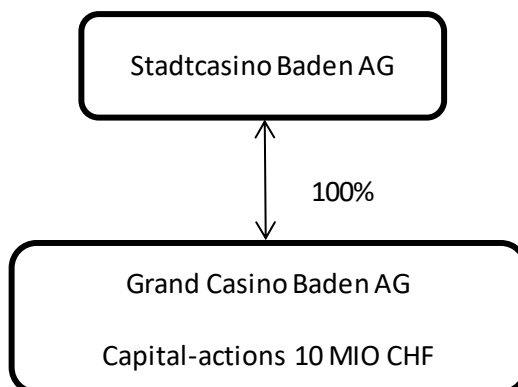 Stadtcasino Baden AG
100%
Grand Casino Baden AG
Capital-actions 10 MIO CHF